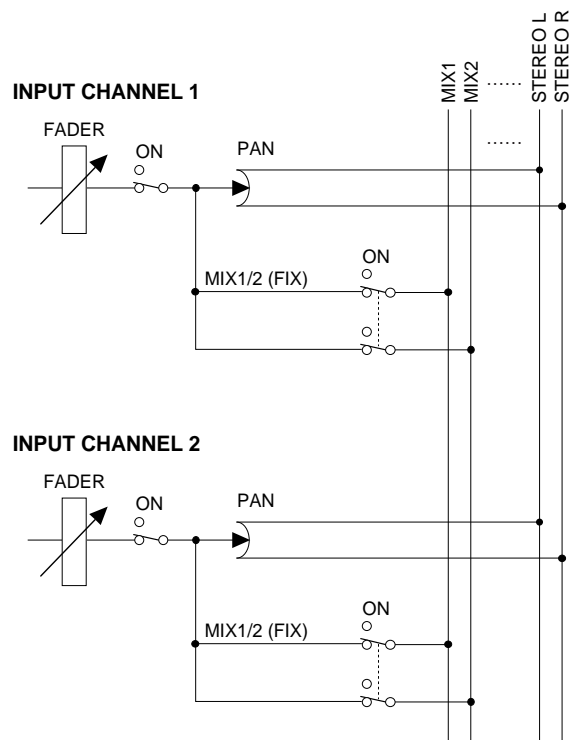 MIX1
MIX2
......
STEREO L
STEREO R
......
INPUT CHANNEL 1
FADER
ON
PAN
ON
MIX1/2 (FIX)
INPUT CHANNEL 2
FADER
ON
PAN
ON
MIX1/2 (FIX)